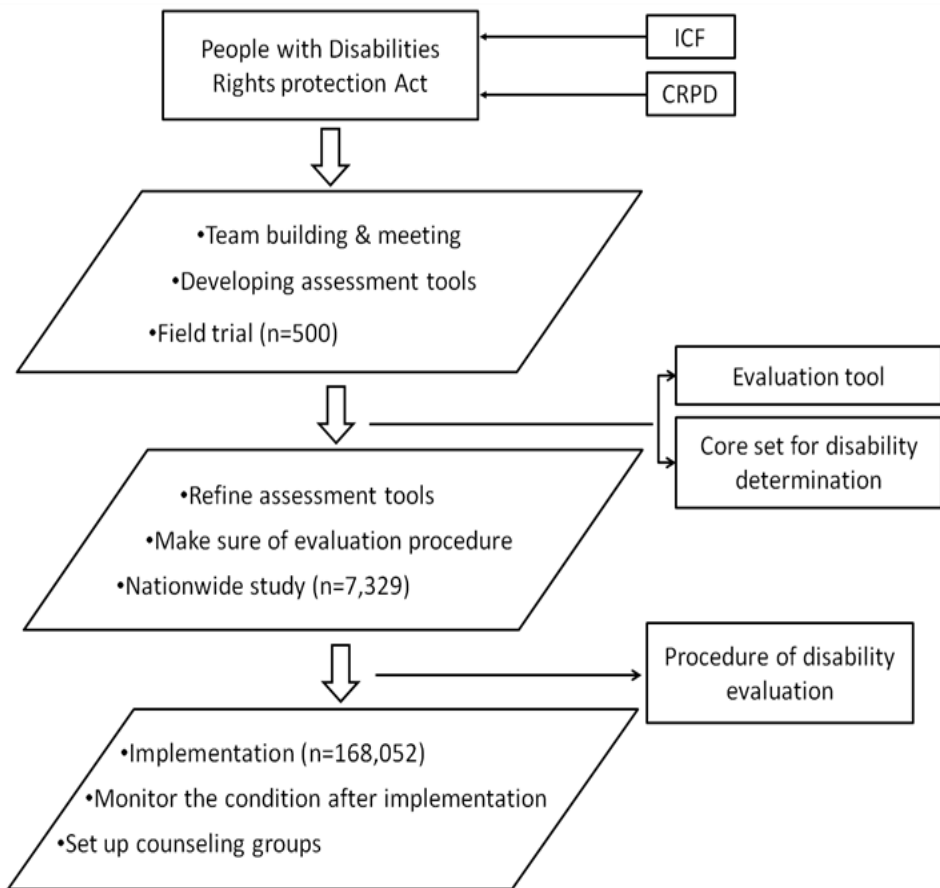 People with Disabilities
Rights protection Act
ICF
CRPD
•Team building & meeting
•Developing assessment tools
•Field trial (n=500)
Evaluation tool
Core set for disability
determination
•Refine assessment tools
•Make sure of evaluation procedure
•Nationwide study (n=7,329)
Procedure of disability
evaluation
•Implementation (n=168,052)
•Monitor the condition after implementation
•Set up counseling groups